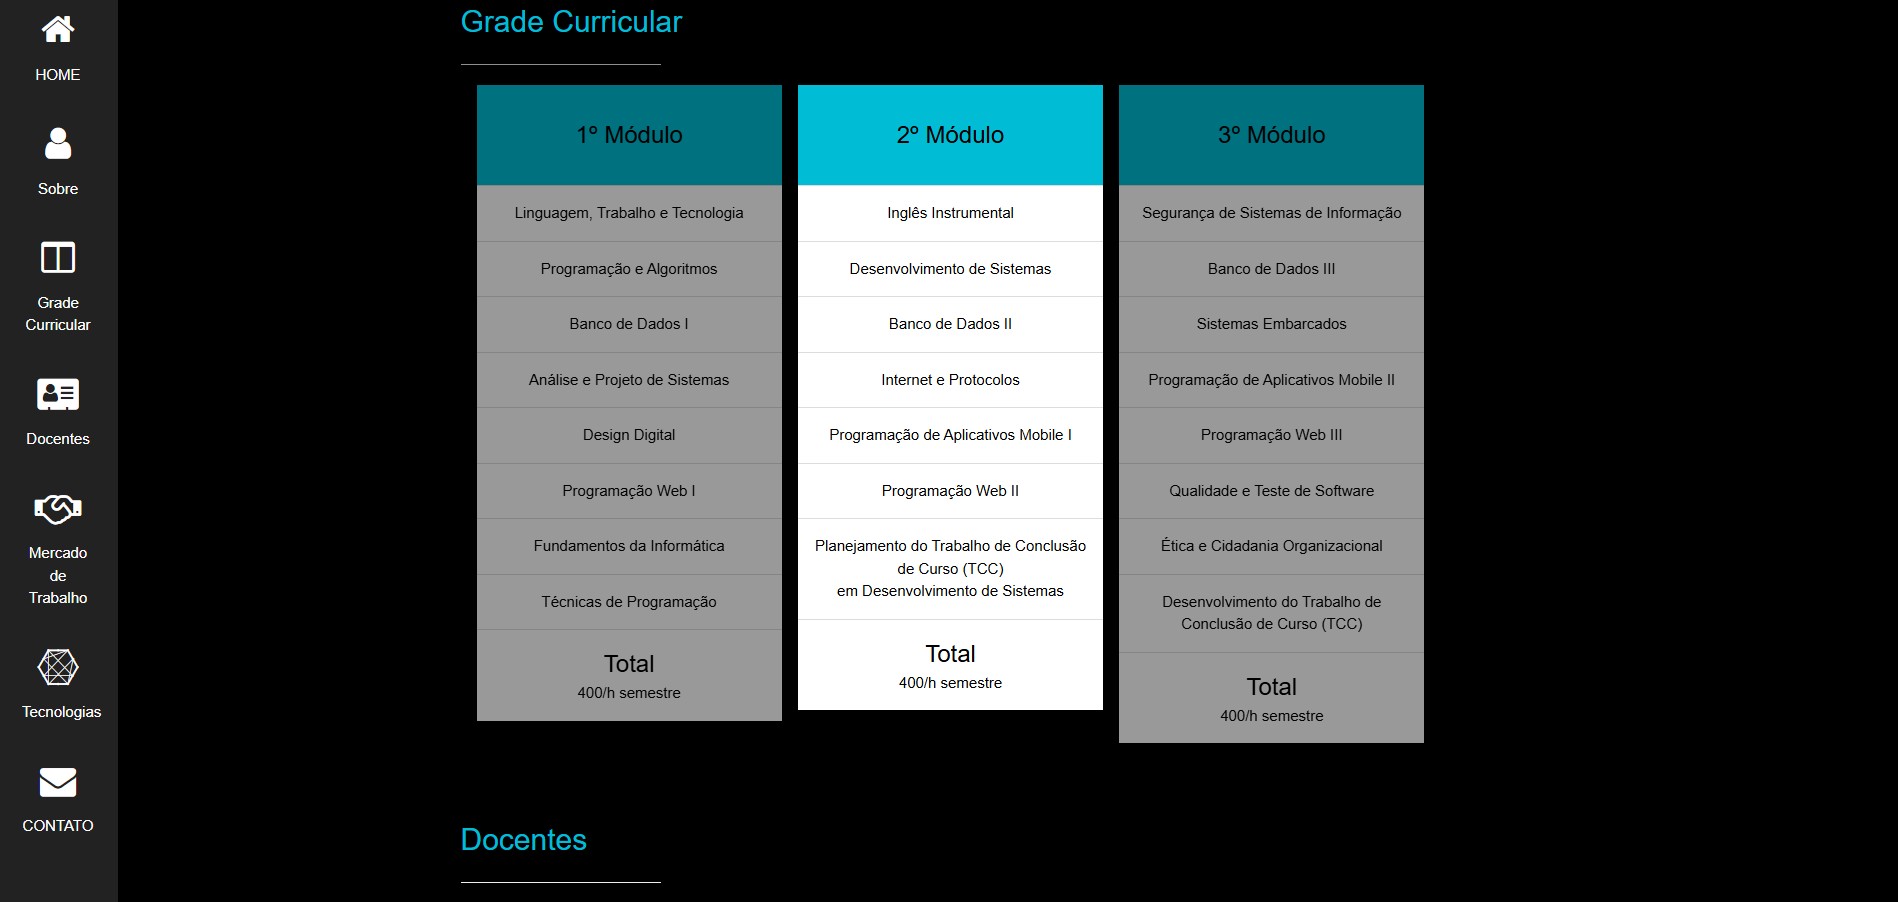 HOME
Sobre
Grade
Curricular
Docentes
Mercado
de
Trabalho
Tecnologias
CONTATO
Grade Curricular
1º Módulo
Linguagem, Trabalho e Tecnologia
Programação e Algoritmos
Banco de Dados I
Análise e Projeto de Sistemas
Design Digital
Programação Web I
Fundamentos da Informática
Técnicas de Programação
Total
400/h semestre
2º Módulo
Inglês Instrumental
Desenvolvimento de Sistemas
Banco de Dados II
Internet e Protocolos
Programação de Aplicativos Mobile I
Programação Web II
Planejamento do Trabalho de Conclusão
de Curso (TCC)
em Desenvolvimento de Sistemas
Total
400/h semestre
3º Módulo
Segurança de Sistemas de Informação
Banco de Dados III
Sistemas Embarcados
Programação de Aplicativos Mobile II
Programação Web III
Qualidade e Teste de Software
Ética e Cidadania Organizacional
Desenvolvimento do Trabalho de
Conclusão de Curso (TCC)
Total
400/h semestre
Docentes